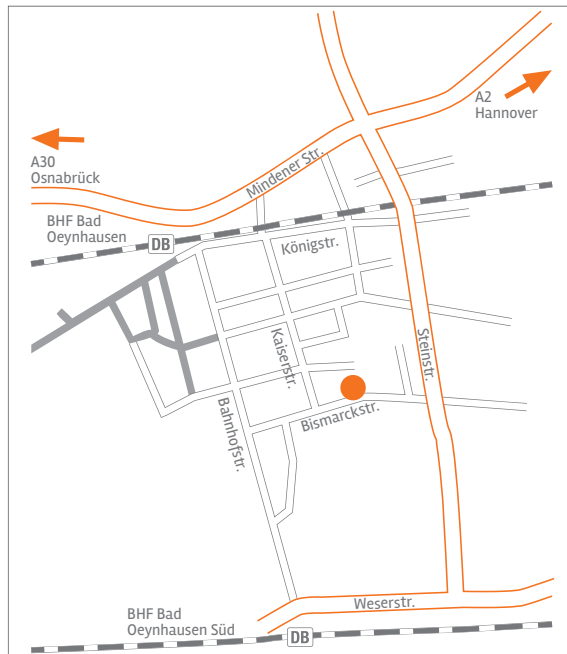 A2
Hannover
A30
Osnabrück
Mindener Str.
BHF Bad
Oeynhausen
DB
Königstr.
Kaiserstr.
Steinstr.
Bahnhofstr.
Bismarckstr.
Weserstr.
BHF Bad
Oeynhausen Süd
DB